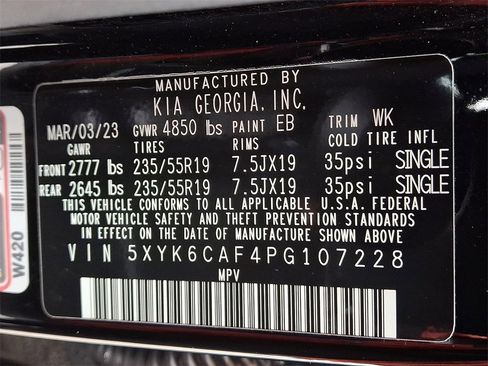 MANUFACTURED BY
KIA GEORGIA, INC.
MAR/03/23 GVWR 4850 lbs PAINT EB TRIM WK
GAWR TIRES RIMS COLD TIRE INFL
FRONT 2777 lbs 235/55R19 7.5JX19 35psi SINGLE
REAR 2645 lbs 235/55R19 7.5JX19 35psi SINGLE
THIS VEHICLE CONFORMS TO ALL APPLICABLE U.S.A. FEDERAL
MOTOR VEHICLE SAFETY AND THEFT PREVENTION STANDARDS
IN EFFECT ON THE DATE OF MANUFACTURE SHOWN ABOVE
VIN 5XYK6CAF4PG107228
MPV
W420